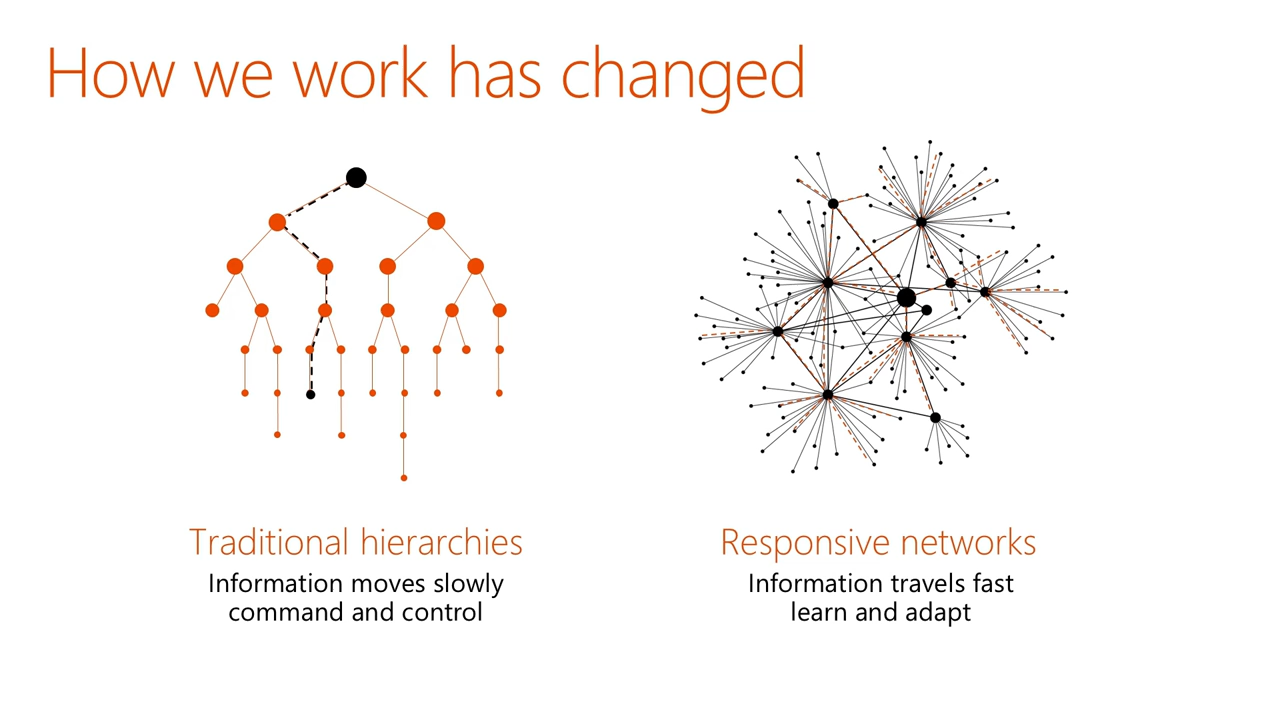 How we work has changed
Traditional hierarchies
Information moves slowly
command and control
Responsive networks
Information travels fast
learn and adapt